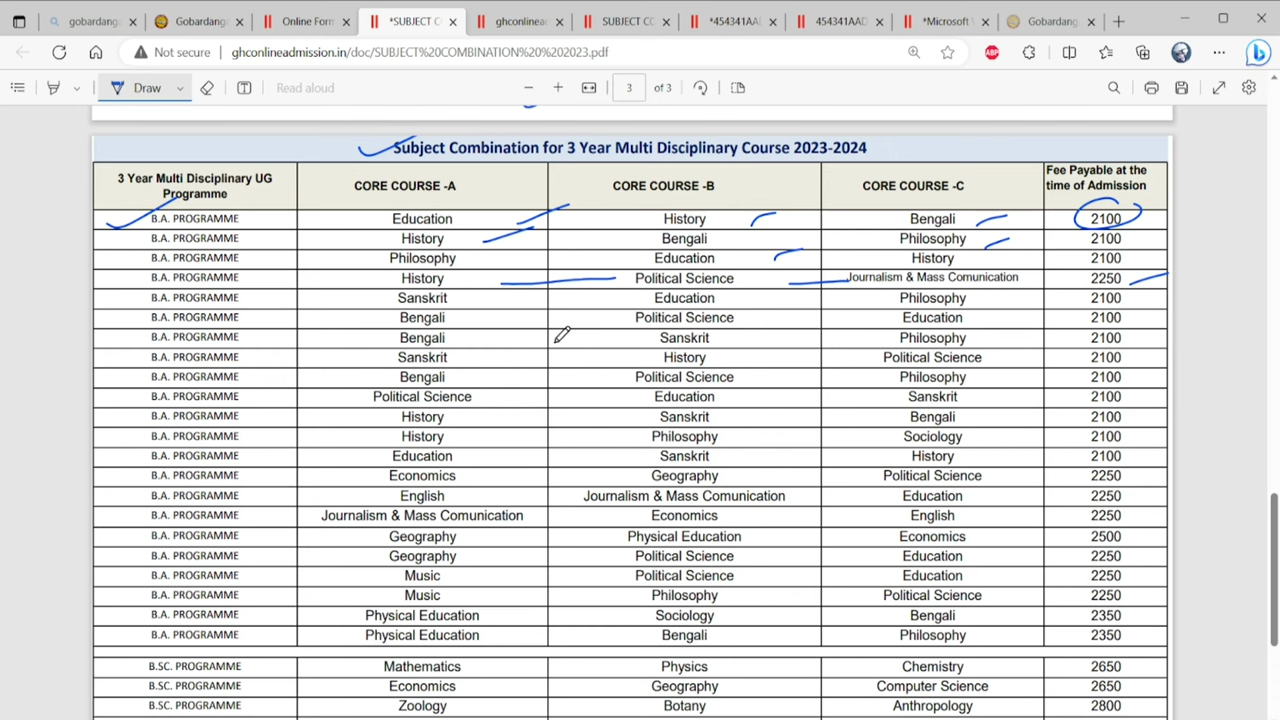 gobardang
Gobardang
Online Form
*SUBJECT C
ghconlinead
SUBJECT CO
*454341AA
454341AAD
*Microsoft
Gobardang
Not secure
ghconlineadmission.in/doc/SUBJECT%20COMBINATION%20%202023.pdf
Draw
Read aloud
3
of 3
Subject Combination for 3 Year Multi Disciplinary Course 2023-2024
3 Year Multi Disciplinary UG Programme CORE COURSE -A CORE COURSE -B CORE COURSE -C Fee Payable at the time of Admission
B.A. PROGRAMME Education History Bengali 2100
B.A. PROGRAMME History Bengali Philosophy 2100
B.A. PROGRAMME Philosophy Education History 2100
B.A. PROGRAMME History Political Science Journalism & Mass Comunication 2250
B.A. PROGRAMME Sanskrit Education Philosophy 2100
B.A. PROGRAMME Bengali Political Science Education 2100
B.A. PROGRAMME Bengali Sanskrit Philosophy 2100
B.A. PROGRAMME Sanskrit History Political Science 2100
B.A. PROGRAMME Bengali Political Science Philosophy 2100
B.A. PROGRAMME Political Science Education Sanskrit 2100
B.A. PROGRAMME History Sanskrit Bengali 2100
B.A. PROGRAMME History Philosophy Sociology 2100
B.A. PROGRAMME Education Sanskrit History 2100
B.A. PROGRAMME Economics Geography Political Science 2250
B.A. PROGRAMME English Journalism & Mass Comunication Education 2250
B.A. PROGRAMME Journalism & Mass Comunication Economics English 2250
B.A. PROGRAMME Geography Physical Education Economics 2500
B.A. PROGRAMME Geography Political Science Education 2250
B.A. PROGRAMME Music Political Science Education 2250
B.A. PROGRAMME Music Philosophy Political Science 2250
B.A. PROGRAMME Physical Education Sociology Bengali 2350
B.A. PROGRAMME Physical Education Bengali Philosophy 2350
B.SC. PROGRAMME Mathematics Physics Chemistry 2650
B.SC. PROGRAMME Economics Geography Computer Science 2650
B.SC. PROGRAMME Zoology Botany Anthropology 2800